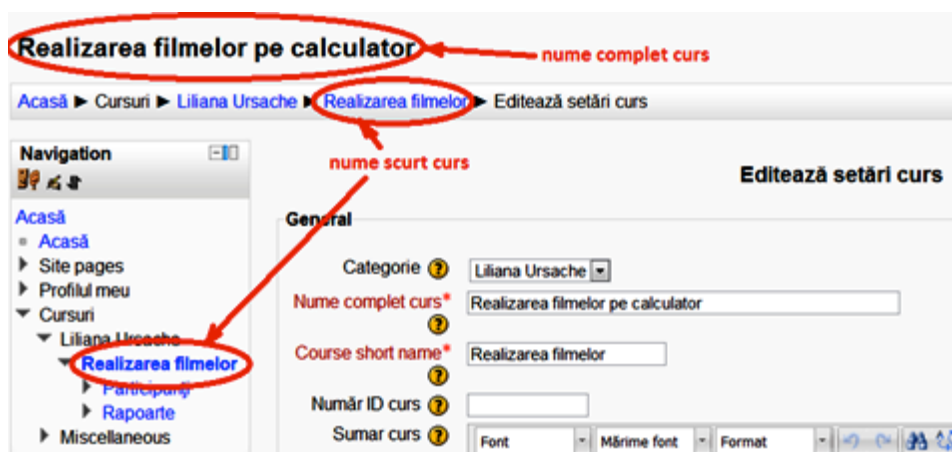 Realizarea filmelor pe calculator
nume complet curs
Acasă ► Cursuri ► Liliana Ursache ► Realizarea filmelor ► Editează setări curs
Navigation
nume scurt curs
Editează setări curs
Acasă
Acasă
Site pages
Profilul meu
Cursuri
Liliana Ursache
Realizarea filmelor
Participanți
Rapoarte
Miscellaneous
General
Categorie Liliana Ursache
Nume complet curs* Realizarea filmelor pe calculator
Course short name* Realizarea filmelor
Număr ID curs
Sumar curs Font Mărime font Format